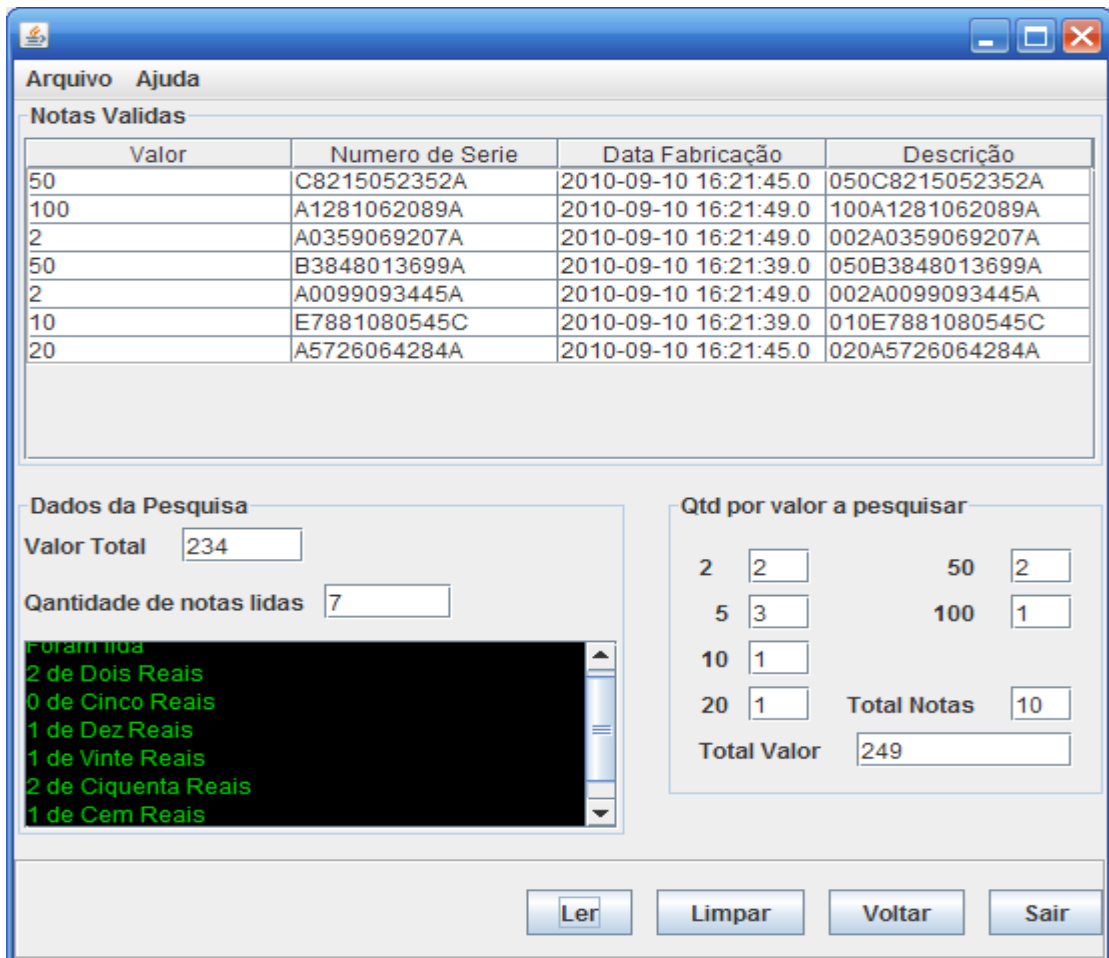 Arquivo Ajuda
Notas Validas
Valor Numero de Serie Data Fabricação Descrição
50 C8215052352A 2010-09-10 16:21:45.0 050C8215052352A
100 A1281062089A 2010-09-10 16:21:49.0 100A1281062089A
2 A0359069207A 2010-09-10 16:21:49.0 002A0359069207A
50 B3848013699A 2010-09-10 16:21:39.0 050B3848013699A
2 A0099093445A 2010-09-10 16:21:49.0 002A0099093445A
10 E7881080545C 2010-09-10 16:21:39.0 010E7881080545C
20 A5726064284A 2010-09-10 16:21:45.0 020A5726064284A
Dados da Pesquisa
Valor Total 234
Qantidade de notas lidas 7
Foram lida
2 de Dois Reais
0 de Cinco Reais
1 de Dez Reais
1 de Vinte Reais
2 de Ciquenta Reais
1 de Cem Reais
Qtd por valor a pesquisar
2 2 50 2
5 3 100 1
10 1
20 1 Total Notas 10
Total Valor 249
Ler Limpar Voltar Sair